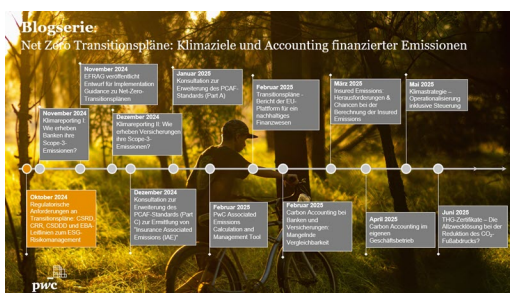 Blogserie:
Net Zero Transitionspläne: Klimaziele und Accounting finanzierter Emissionen
November 2024
EFRAG veröffentlicht
Entwurf für Implementation
Guidance zu Net-Zero-
Transitionplänen
Januar 2025
Konsultation zur
Erweiterung des PCAF-
Standards (Part A)
Februar 2025
Transitionspläne -
Bericht der EU-
Plattform für ein
nachhaltiges
Finanzwesen
März 2025
Insured Emissions
Herausforderungen &
Chancen bei der
Berechnung der Insured
Emissions
Mai 2025
Klimastrategie –
Operationalisierung
inklusive Steuerung
November 2024
Klimareporting I:
Wie erheben
Banken ihre
Scope-3-
Emissionen?
Dezember 2024
Klimareporting II: Wie
erheben Versicherungen
ihre Scope-3-
Emissionen?
Oktober 2024
Regulatorische
Anforderungen an
Transitionspläne: CSRD,
CRR, CSDDD und EBA-
Leitlinien zum ESG-
Risikomanagement
Dezember 2024
Konsultation zur
Erweiterung des
PCAF-Standards (Part
C) zur Ermittlung von
"Insurance Associated
Emissions (IAE)"
Februar 2025
PwC Associated
Emissions
Calculation and
Management Tool
Februar 2025
Carbon Accounting bei
Banken und
Versicherungen:
Mangelnde
Vergleichbarkeit
April 2025
Carbon Accounting im
eigenen
Geschäftsbetrieb
Juni 2025
THG-Zertifikate – Die
Allzwecklösung bei der
Reduktion des CO₂-
Fußabdrucks?
pwc